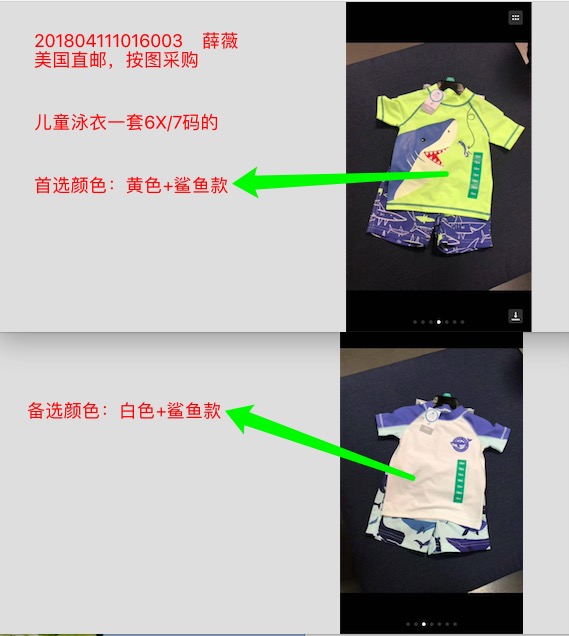 201804111016003 薛薇
美国直邮，按图采购
儿童泳衣一套6X/7码的
首选颜色：黄色+鲨鱼款
备选颜色：白色+鲨鱼款